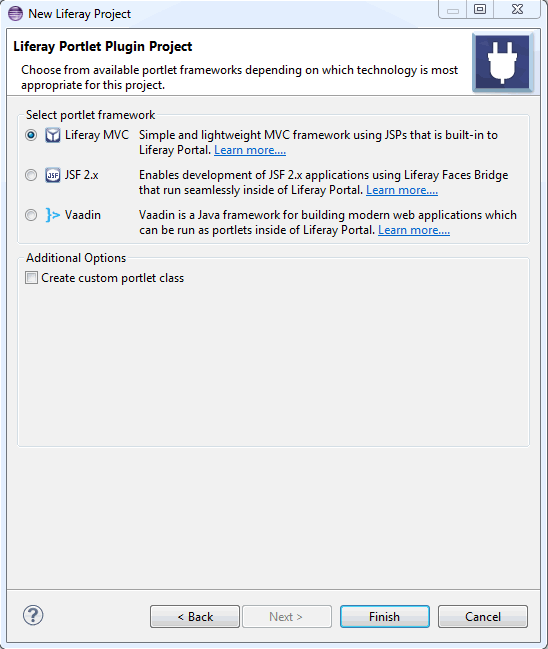 New Liferay Project
Liferay Portlet Plugin Project
Choose from available portlet frameworks depending on which technology is most
appropriate for this project.
Select portlet framework
Liferay MVC Simple and lightweight MVC framework using JSPs that is built-in to
Liferay Portal. Learn more....
JSF JSF 2.x Enables development of JSF 2.x applications using Liferay Faces Bridge
that run seamlessly inside of Liferay Portal. Learn more....
Vaadin Vaadin is a Java framework for building modern web applications which
can be run as portlets inside of Liferay Portal. Learn more....
Additional Options
Create custom portlet class
? < Back Next > Finish Cancel